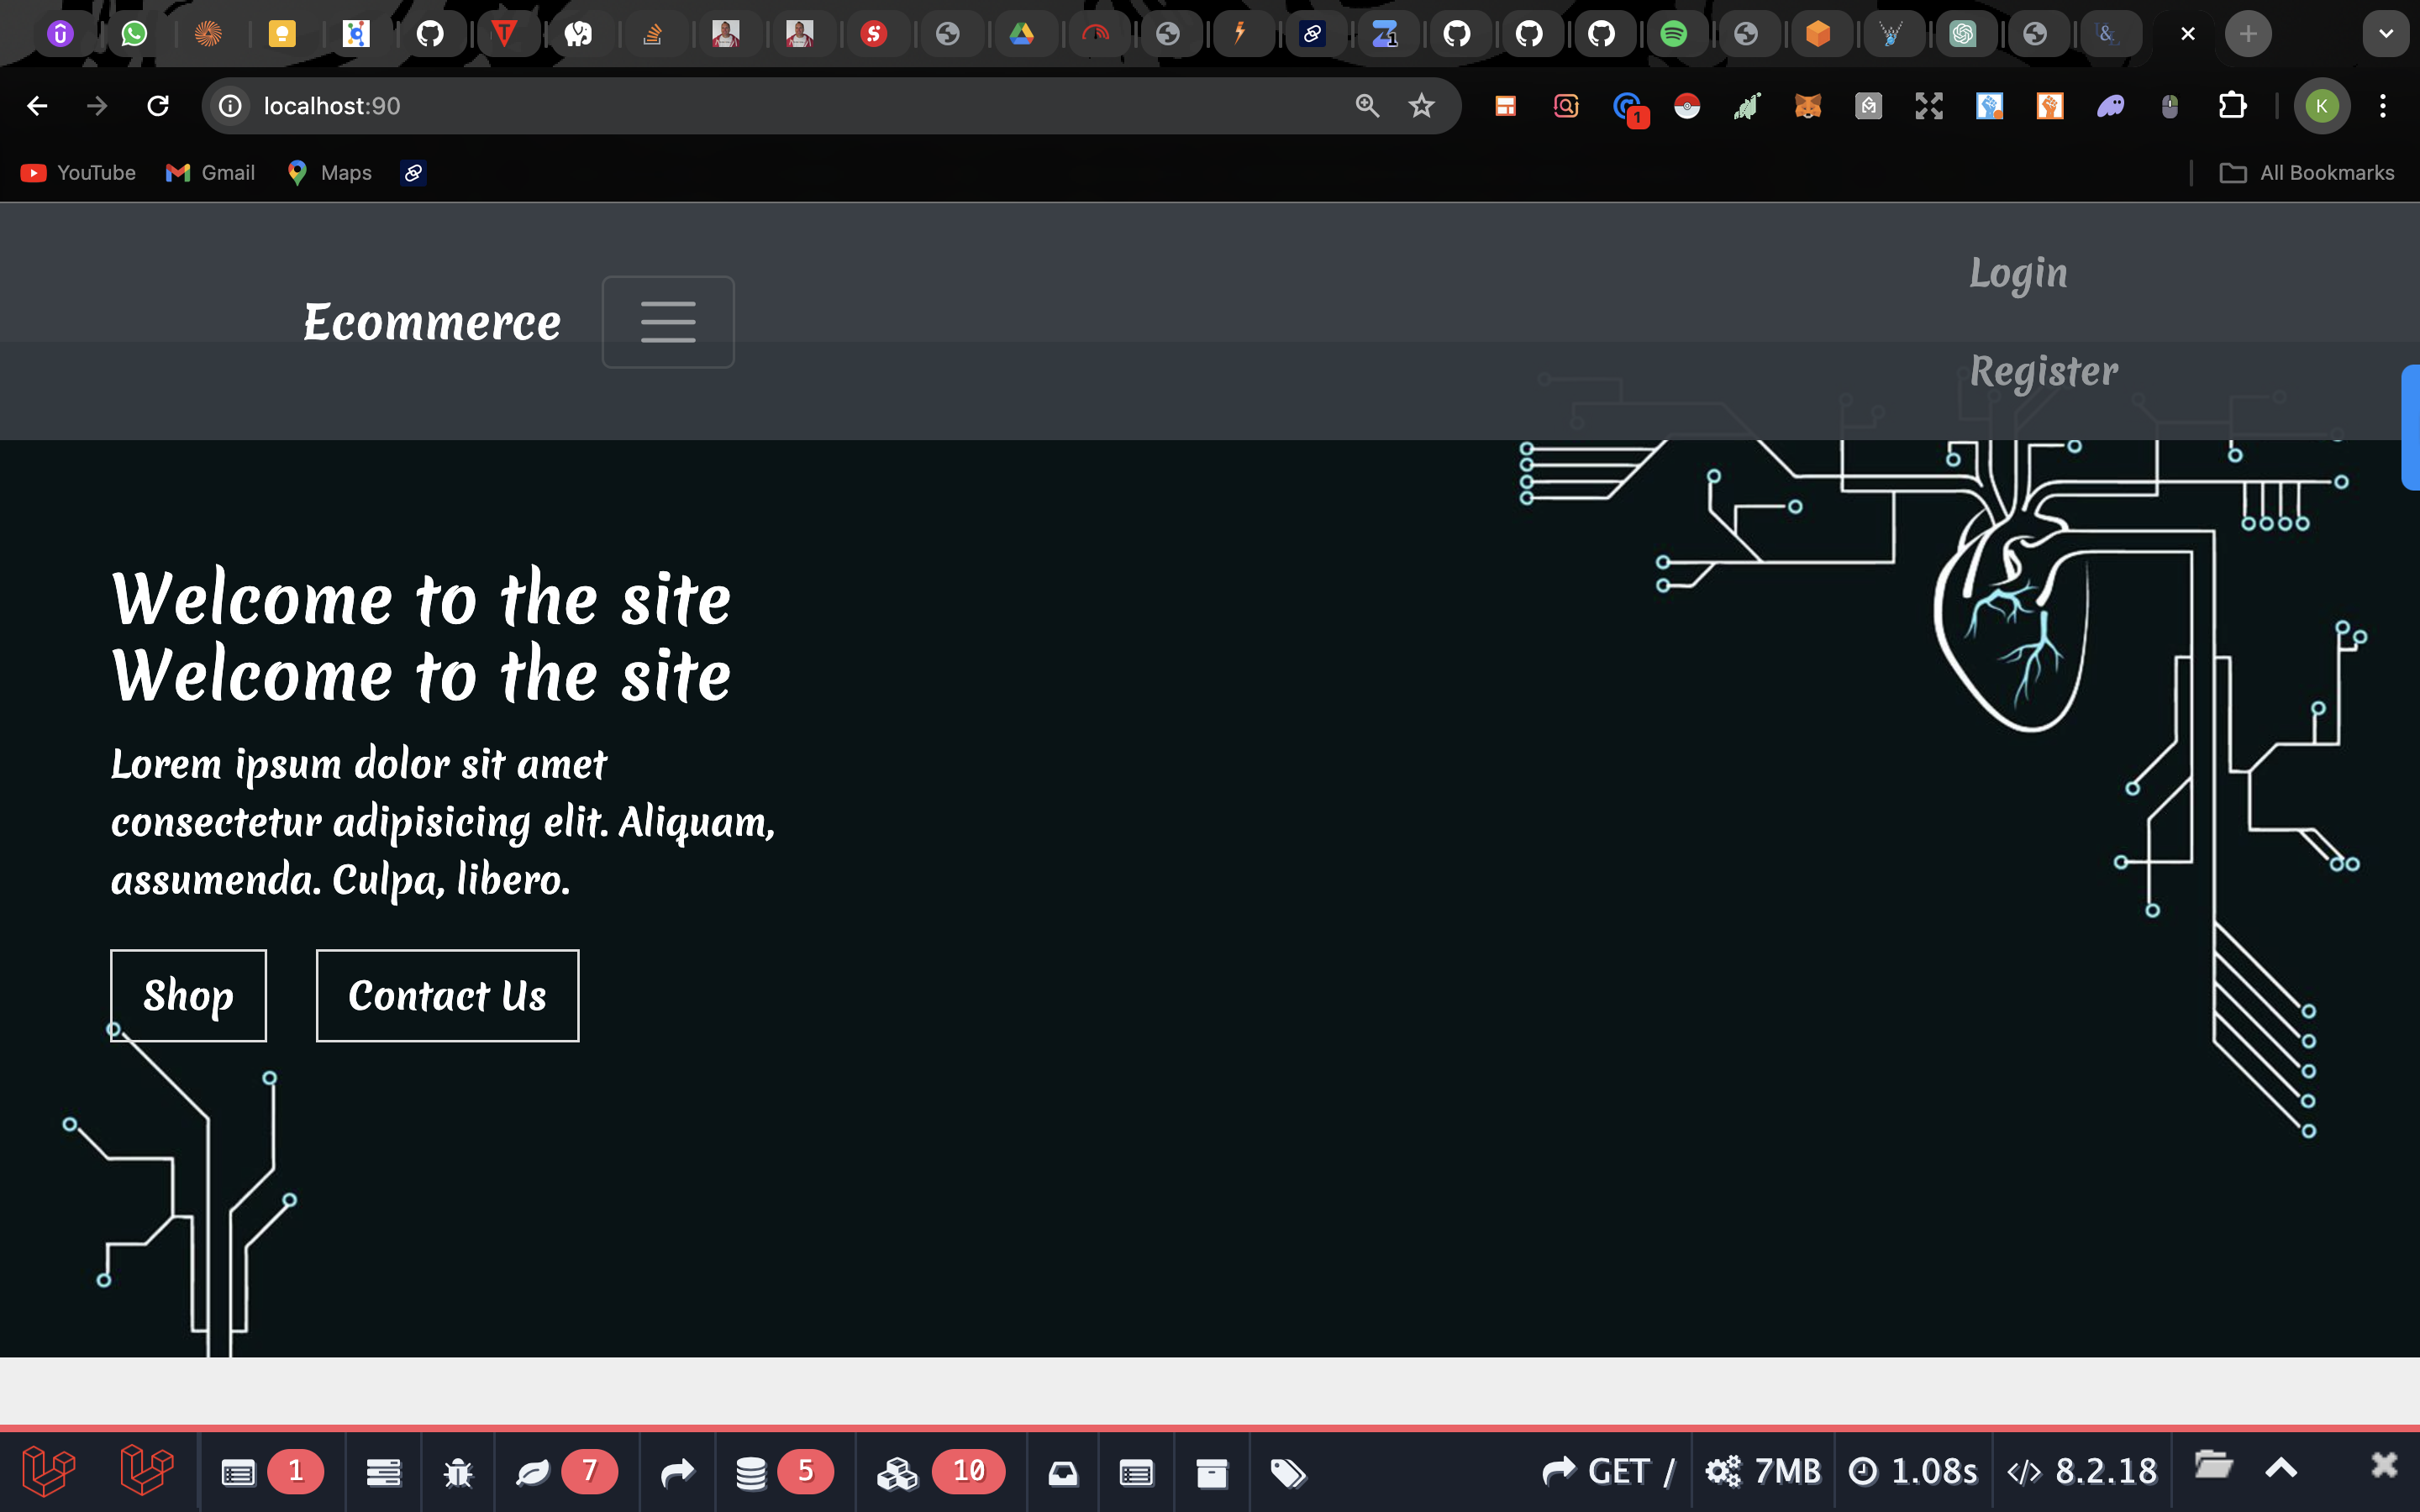 localhost:90
1
K
YouTube
Gmail
Maps
All Bookmarks
Ecommerce
Login
Register
Welcome to the site
Welcome to the site
Lorem ipsum dolor sit amet
consectetur adipisicing elit. Aliquam,
assumenda. Culpa, libero.
Shop
Contact Us
1
7
5
10
GET /
7MB
1.08s
8.2.18